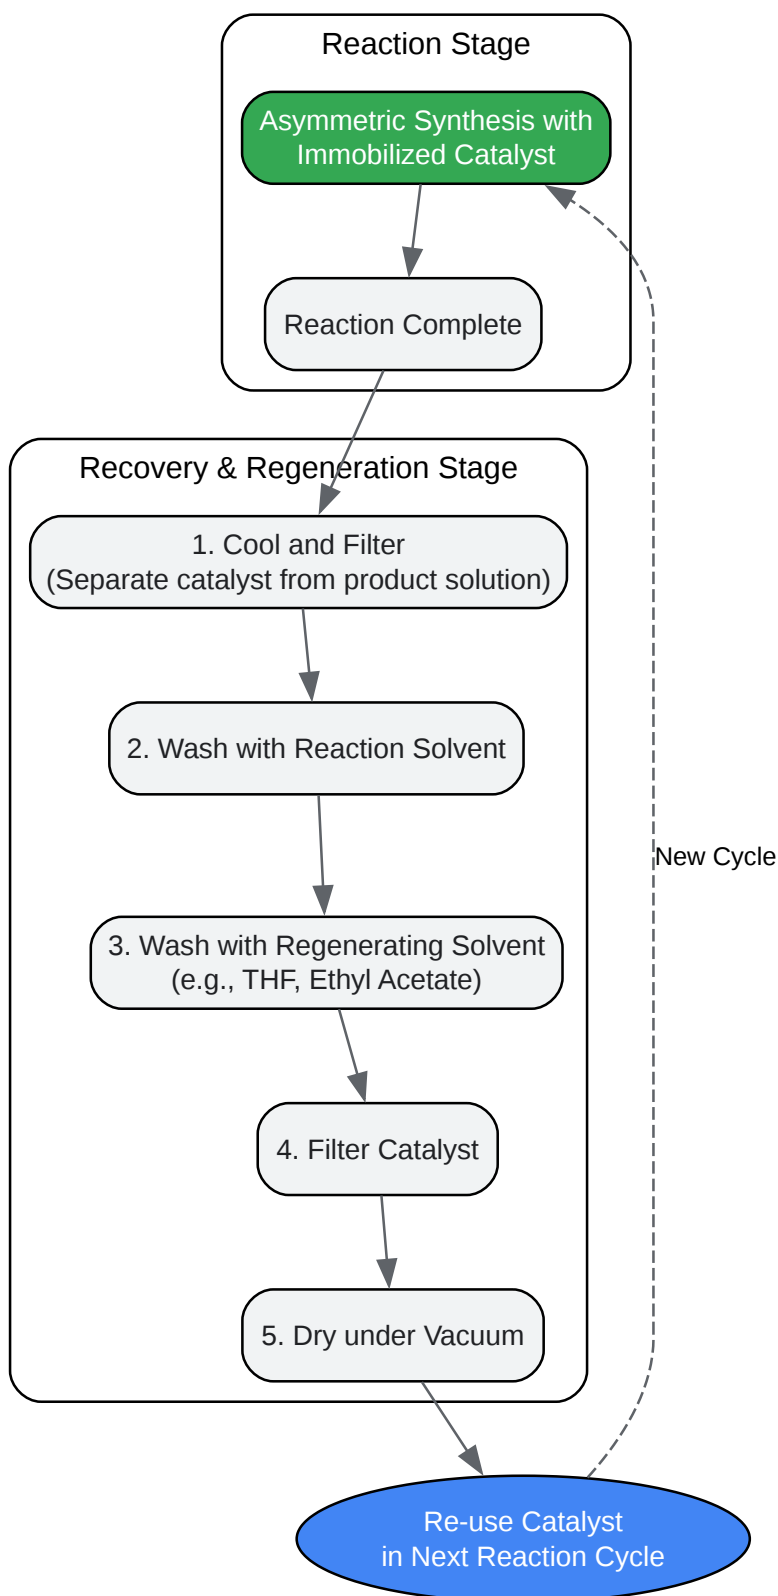 Reaction Stage
Asymmetric Synthesis with
Immobilized Catalyst
Reaction Complete
Recovery & Regeneration Stage
1. Cool and Filter
(Separate catalyst from product solution)
2. Wash with Reaction Solvent
New Cycle
3. Wash with Regenerating Solvent
(e.g., THF, Ethyl Acetate)
4. Filter Catalyst
5. Dry under Vacuum
Re-use Catalyst
in Next Reaction Cycle